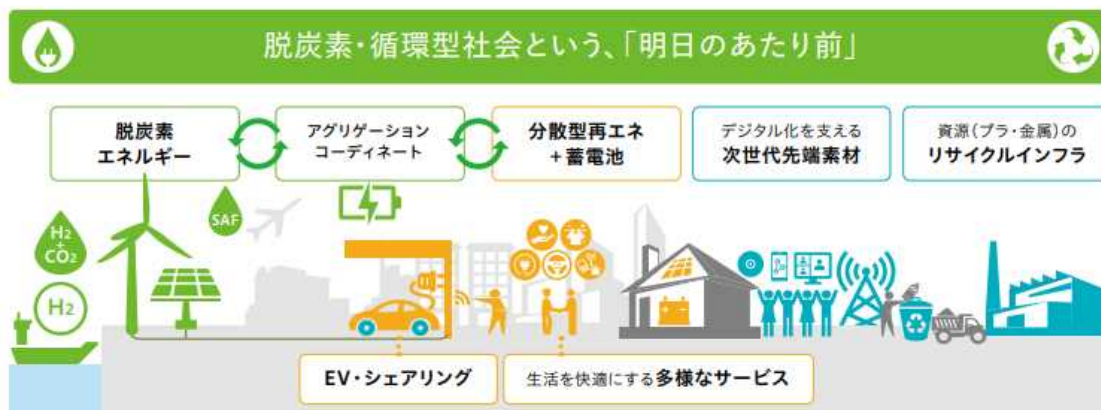 脱炭素・循環型社会という、「明日のあたり前」
脱炭素
エネルギー
アグリゲーション
コーディネート
分散型再エネ
＋蓄電池
デジタル化を支える
次世代先端素材
資源（プラ・金属）の
リサイクルインフラ
SAF
H2
+
CO2
H2
EV・シェアリング
生活を快適にする多様なサービス